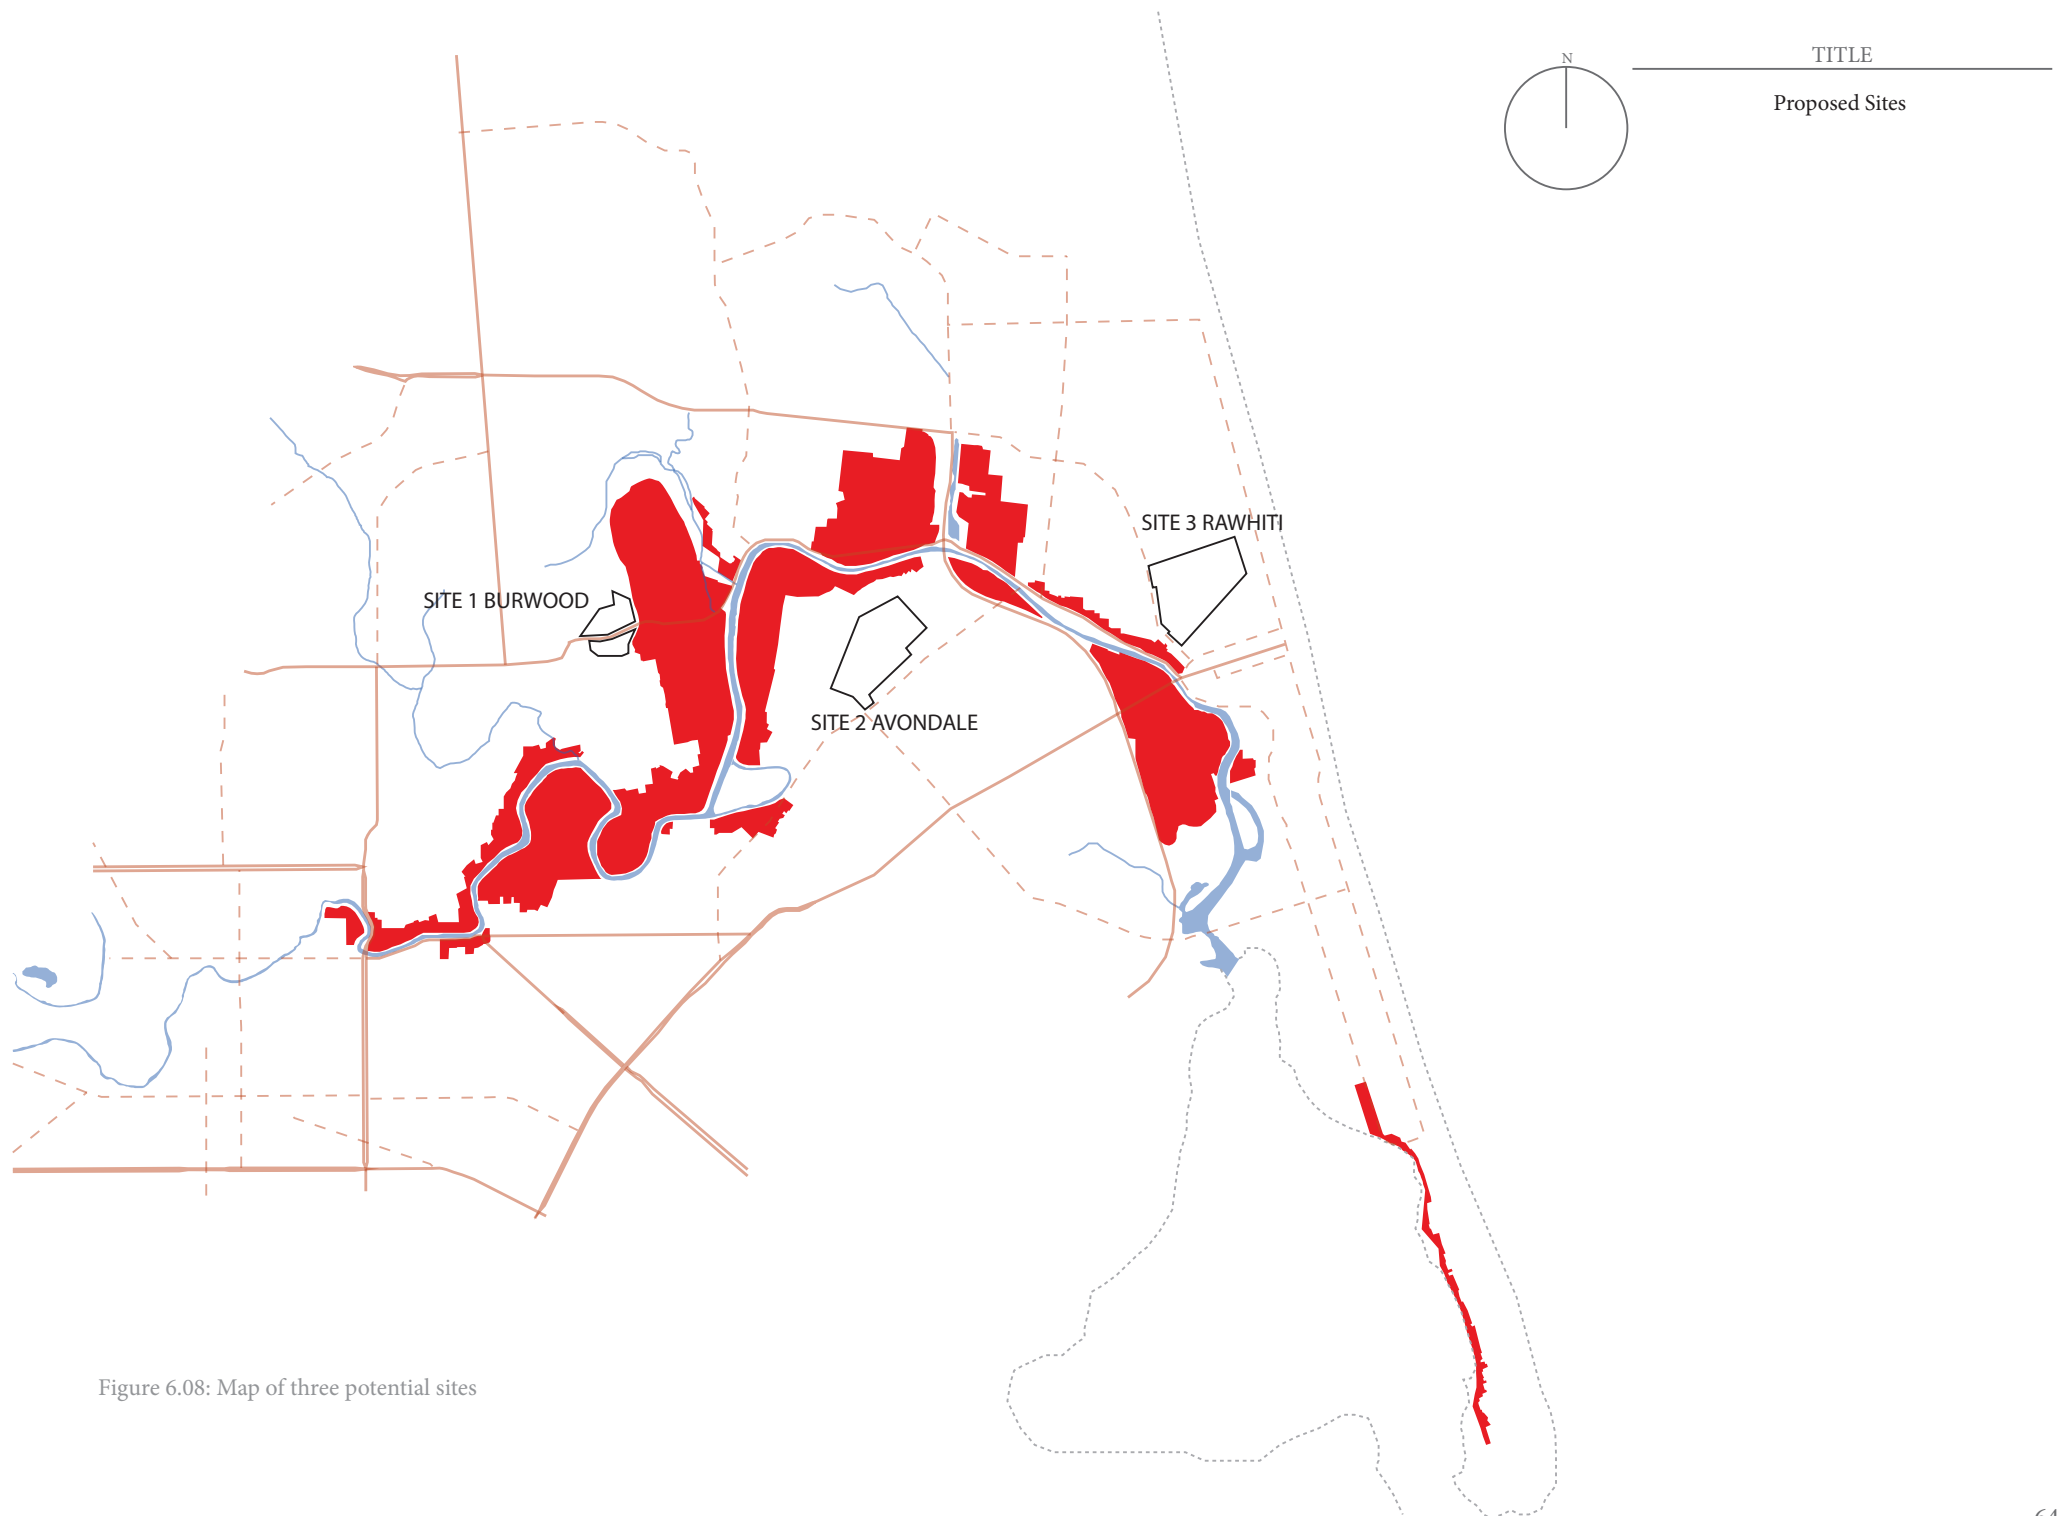 N
TITLE
Proposed Sites
SITE 3 RAWHITI
SITE 1 BURWOOD
SITE 2 AVONDALE
Figure 6.08: Map of three potential sites
64